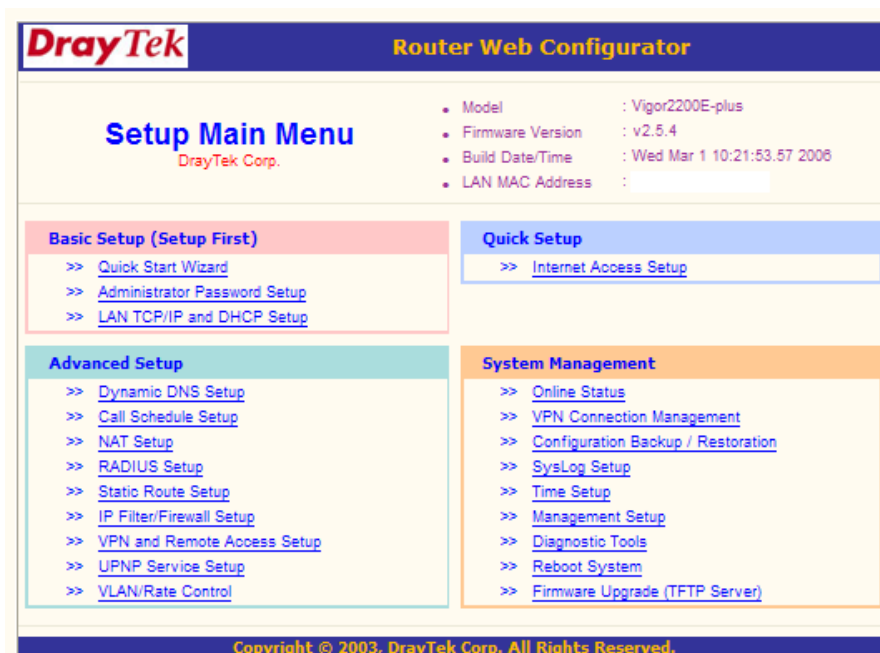 DrayTek
Router Web Configurator
Setup Main Menu
DrayTek Corp.
• Model : Vigor2200E-plus
• Firmware Version : v2.5.4
• Build Date/Time : Wed Mar 1 10:21:53.57 2006
• LAN MAC Address :
Basic Setup (Setup First)
>> Quick Start Wizard
>> Administrator Password Setup
>> LAN TCP/IP and DHCP Setup
Quick Setup
>> Internet Access Setup
Advanced Setup
>> Dynamic DNS Setup
>> Call Schedule Setup
>> NAT Setup
>> RADIUS Setup
>> Static Route Setup
>> IP Filter/Firewall Setup
>> VPN and Remote Access Setup
>> UPNP Service Setup
>> VLAN/Rate Control
System Management
>> Online Status
>> VPN Connection Management
>> Configuration Backup / Restoration
>> SysLog Setup
>> Time Setup
>> Management Setup
>> Diagnostic Tools
>> Reboot System
>> Firmware Upgrade (TFTP Server)
Copyright © 2003, DrayTek Corp. All Rights Reserved.